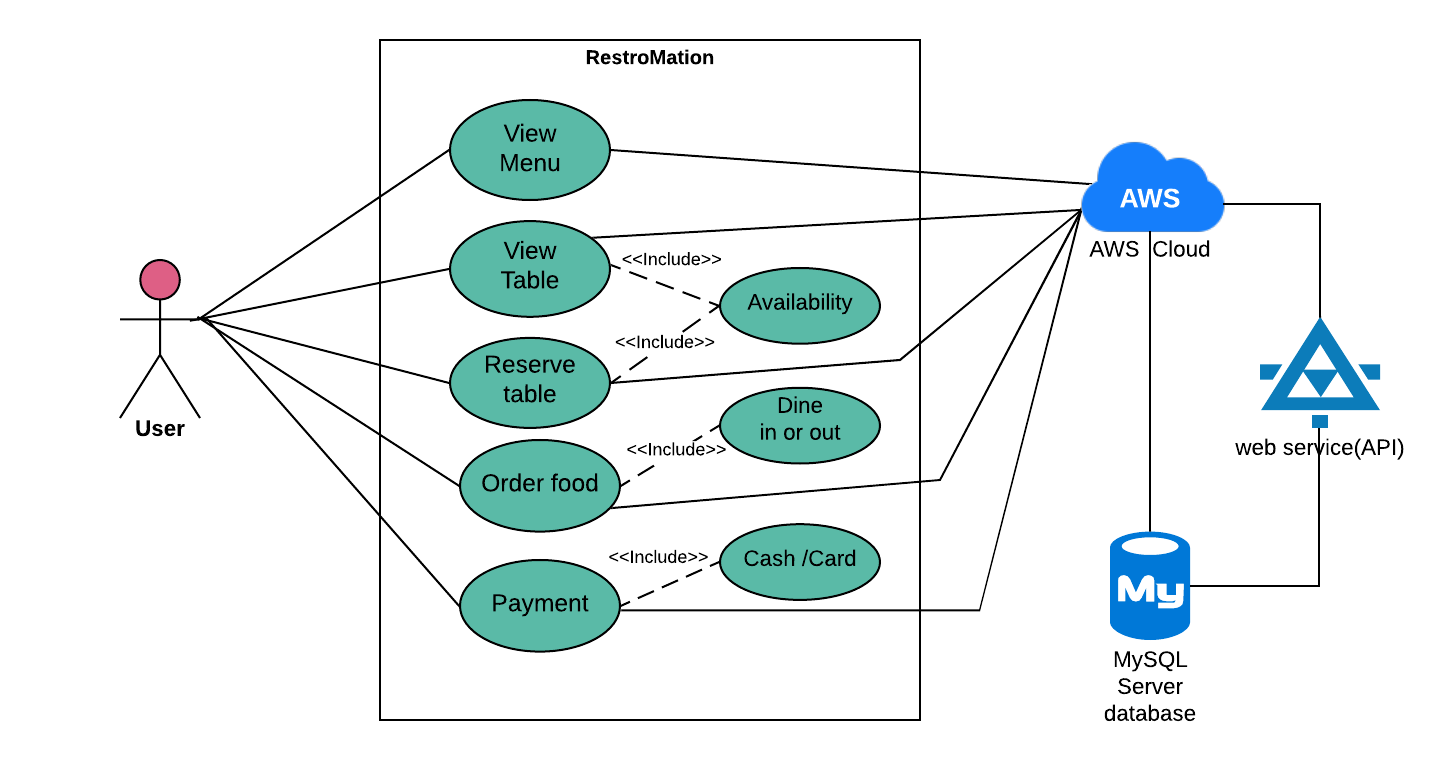 RestroMation
View
Menu
View
Table
<<Include>>
Availability
<<Include>>
Reserve
table
Dine
in or out
<<Include>>
Order food
<<Include>>
Cash /Card
Payment
User
AWS
AWS Cloud
web service(API)
My
MySQL
Server
database